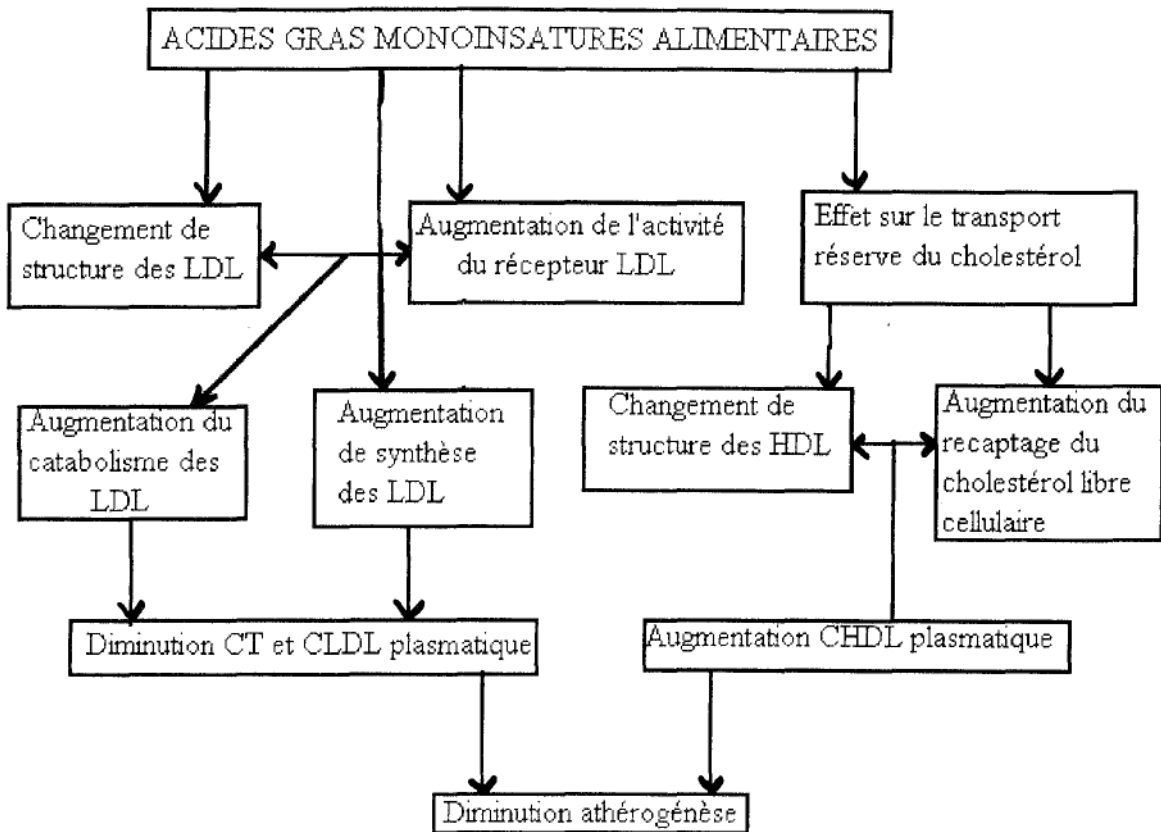 ACIDES GRAS MONOINSATURES ALIMENTAIRES
Changement de
structure des LDL
Augmentation de l'activité
du récepteur LDL
Effet sur le transport
réserve du cholestérol
Augmentation du
catabolisme des
LDL
Augmentation
de synthèse
des LDL
Changement de
structure des HDL
Augmentation du
recaptage du
cholestérol libre
cellulaire
Diminution CT et CLDL plasmatique
Augmentation CHDL plasmatique
Diminution athérogénèse